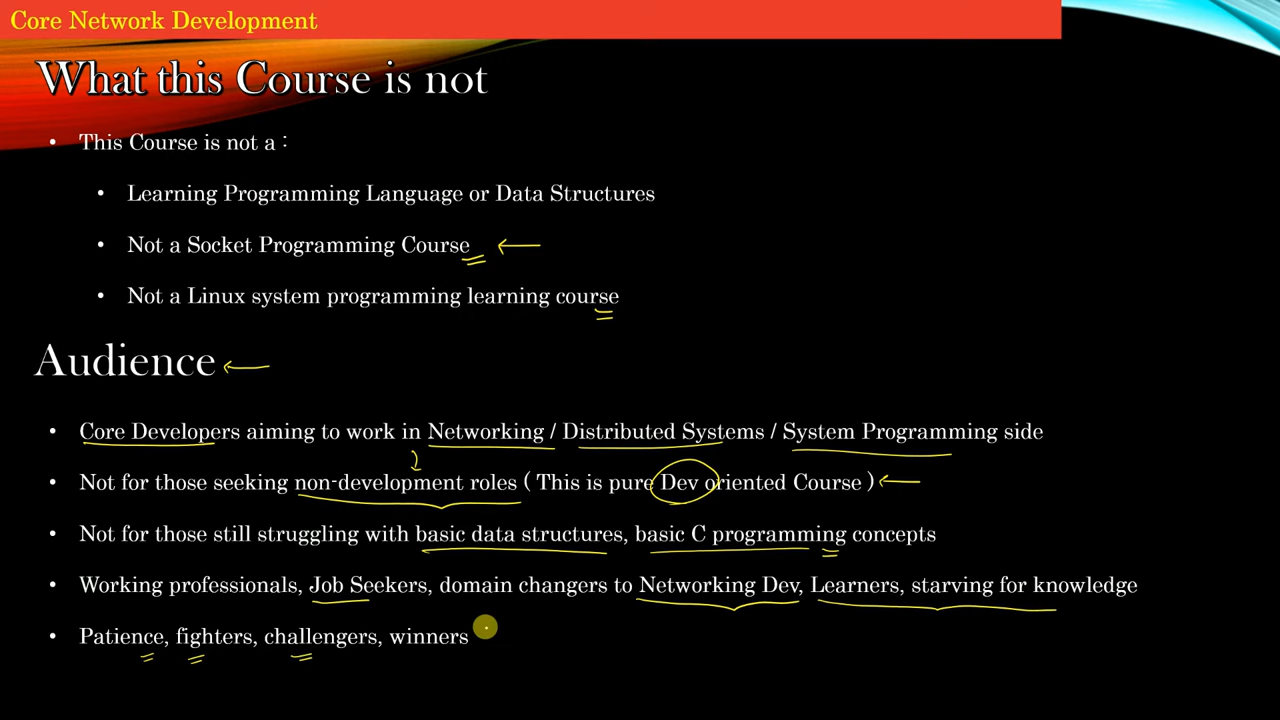 Core Network Development
What this Course is not
• This Course is not a :
• Learning Programming Language or Data Structures
• Not a Socket Programming Course
• Not a Linux system programming learning course
Audience
• Core Developers aiming to work in Networking / Distributed Systems / System Programming side
• Not for those seeking non-development roles ( This is pure Dev oriented Course )
• Not for those still struggling with basic data structures, basic C programming concepts
• Working professionals, Job Seekers, domain changers to Networking Dev, Learners, starving for knowledge
• Patience, fighters, challengers, winners